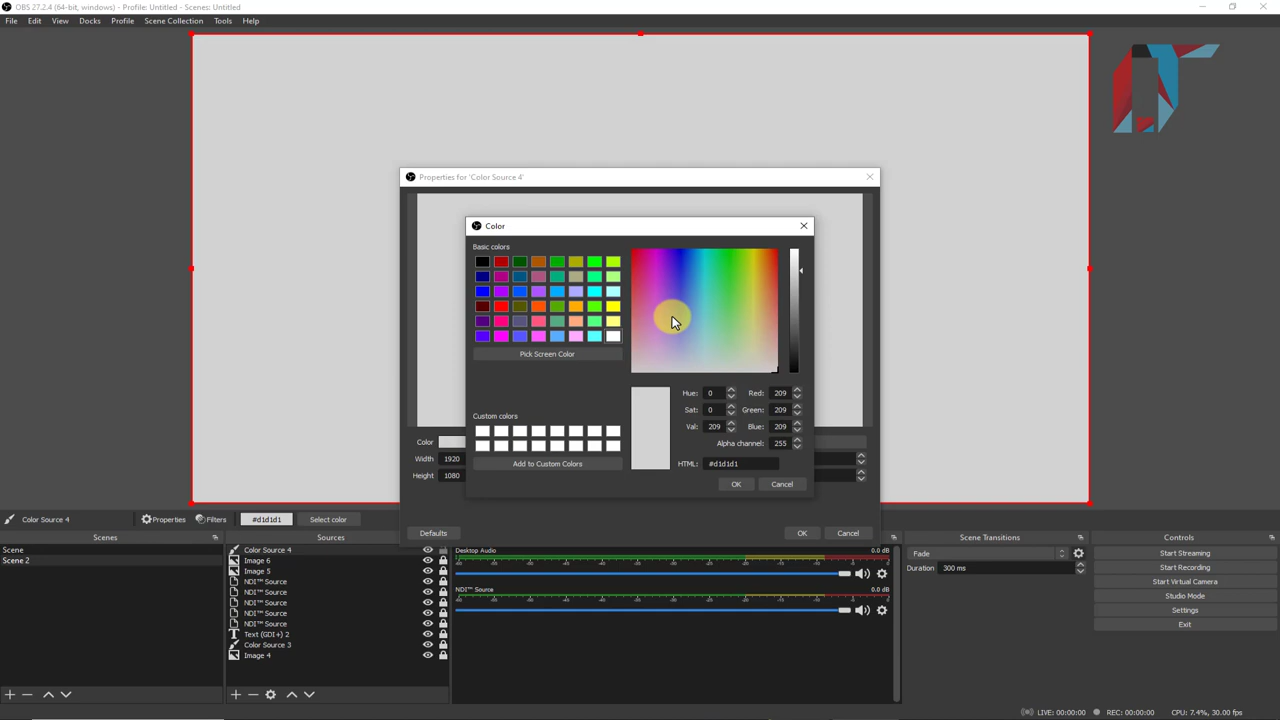 OBS 27.2.4 (64-bit, windows) - Profile: Untitled - Scenes: Untitled
File Edit View Docks Profile Scene Collection Tools Help
Properties for 'Color Source 4'
Color
Basic colors
Pick Screen Color
Custom colors
Add to Custom Colors
Hue: 0 Red: 209
Sat: 0 Green: 209
Val: 209 Blue: 209
Alpha channel: 255
HTML: #d1d1d1
OK Cancel
Color
Width 1920
Height 1080
Defaults OK Cancel
Color Source 4 Properties Filters #d1d1d1 Select color
Scenes
Scene
Scene 2
Sources
Color Source 4
Image 6
Image 5
NDI™ Source
NDI™ Source
NDI™ Source
NDI™ Source
NDI™ Source
Text (GDI+) 2
Color Source 3
Image 4
Desktop Audio 0.0 dB
NDI™ Source 0.0 dB
Scene Transitions
Fade
Duration 300 ms
Controls
Start Streaming
Start Recording
Start Virtual Camera
Studio Mode
Settings
Exit
LIVE: 00:00:00 REC: 00:00:00 CPU: 7.4%, 30.00 fps